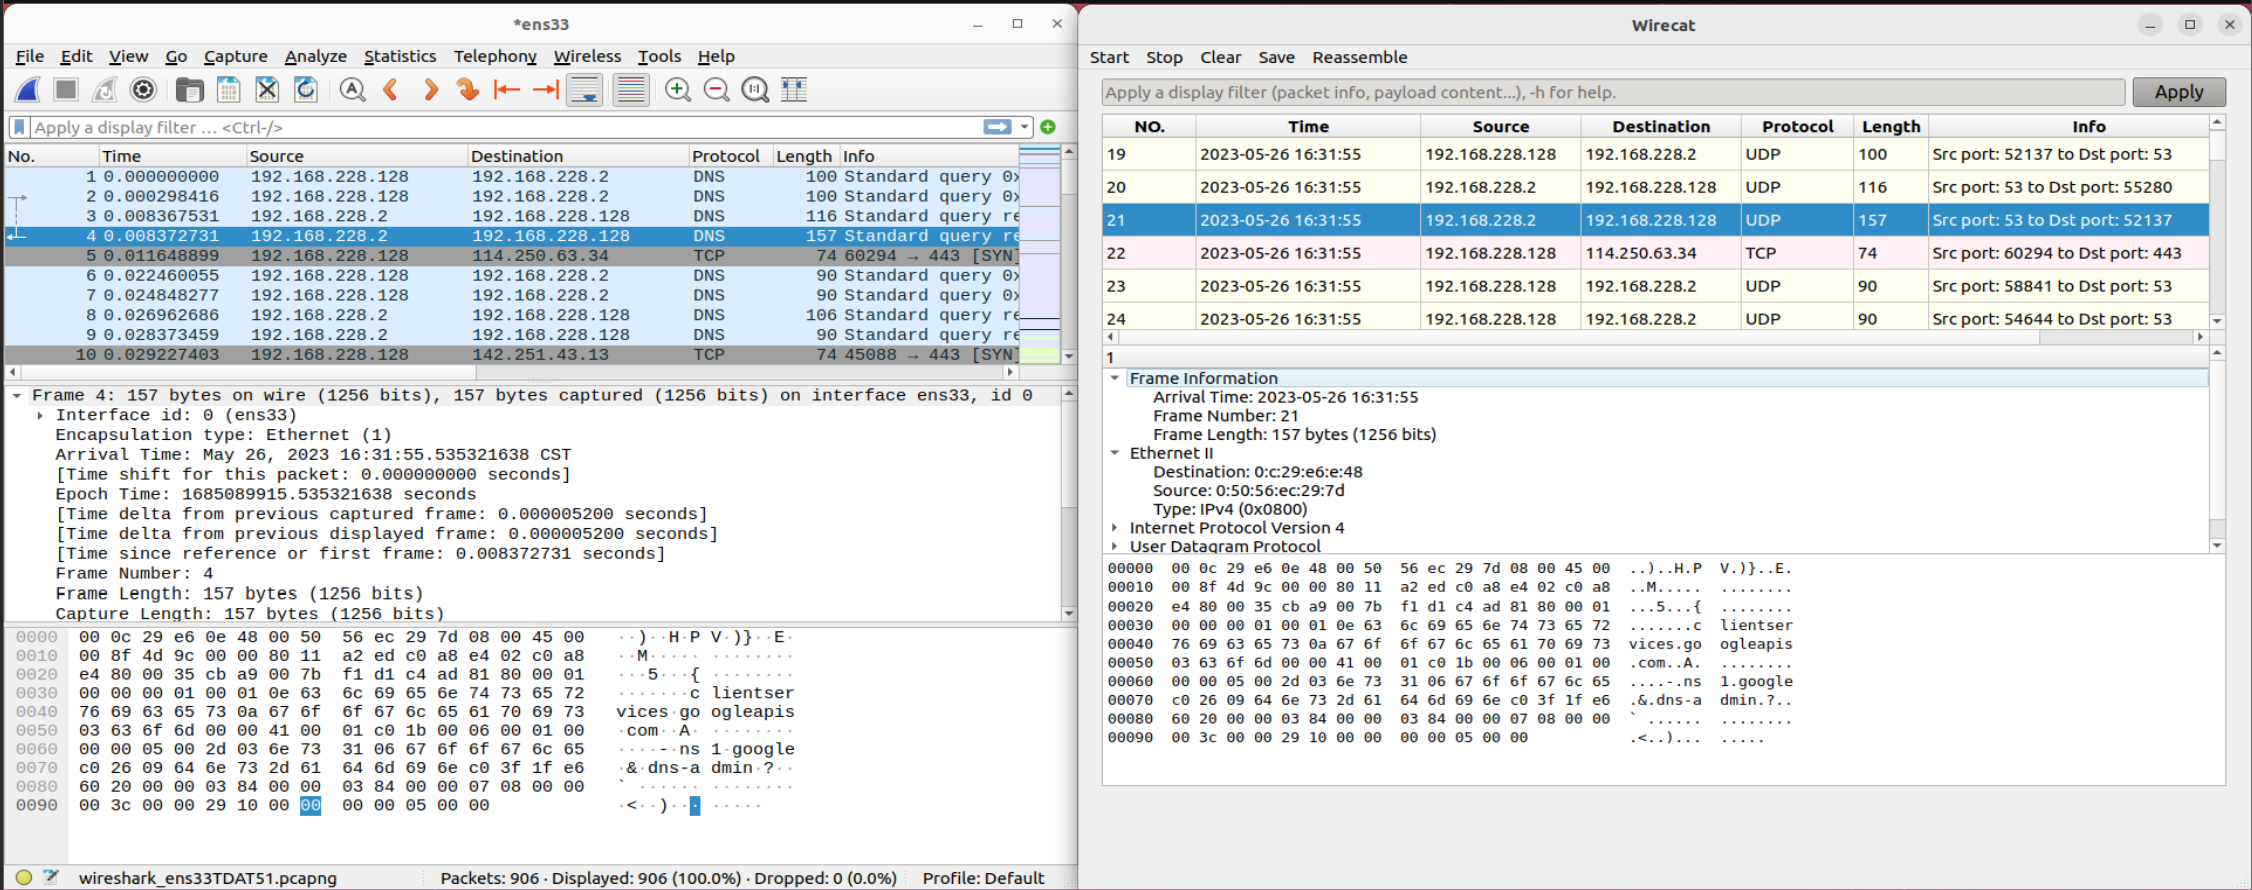 *ens33
File Edit View Go Capture Analyze Statistics Telephony Wireless Tools Help
Apply a display filter … <Ctrl-/>
No. Time Source Destination Protocol Length Info
1 0.000000000 192.168.228.128 192.168.228.2 DNS 100 Standard query 0x
2 0.000298416 192.168.228.128 192.168.228.2 DNS 100 Standard query 0x
3 0.008367531 192.168.228.2 192.168.228.128 DNS 116 Standard query re
4 0.008372731 192.168.228.2 192.168.228.128 DNS 157 Standard query re
5 0.011648899 192.168.228.128 114.250.63.34 TCP 74 60294 → 443 [SYN]
6 0.022460055 192.168.228.128 192.168.228.2 DNS 90 Standard query 0x
7 0.024848277 192.168.228.128 192.168.228.2 DNS 90 Standard query 0x
8 0.026962686 192.168.228.2 192.168.228.128 DNS 106 Standard query re
9 0.028373459 192.168.228.2 192.168.228.128 DNS 90 Standard query re
10 0.029227403 192.168.228.128 142.251.43.13 TCP 74 45088 → 443 [SYN]
Frame 4: 157 bytes on wire (1256 bits), 157 bytes captured (1256 bits) on interface ens33, id 0
Interface id: 0 (ens33)
Encapsulation type: Ethernet (1)
Arrival Time: May 26, 2023 16:31:55.535321638 CST
[Time shift for this packet: 0.000000000 seconds]
Epoch Time: 1685089915.535321638 seconds
[Time delta from previous captured frame: 0.000005200 seconds]
[Time delta from previous displayed frame: 0.000005200 seconds]
[Time since reference or first frame: 0.008372731 seconds]
Frame Number: 4
Frame Length: 157 bytes (1256 bits)
Capture Length: 157 bytes (1256 bits)
0000 00 0c 29 e6 0e 48 00 50 56 ec 29 7d 08 00 45 00 ··)··H·P V·)}··E·
0010 00 8f 4d 9c 00 00 80 11 a2 ed c0 a8 e4 02 c0 a8 ··M····· ········
0020 e4 80 00 35 cb a9 00 7b f1 d1 c4 ad 81 80 00 01 ···5···{ ········
0030 00 00 00 01 00 01 0e 63 6c 69 65 6e 74 73 65 72 ·······c lientser
0040 76 69 63 65 73 0a 67 6f 6f 67 6c 65 61 70 69 73 vices·go ogleapis
0050 03 63 6f 6d 00 00 41 00 01 c0 1b 00 06 00 01 00 ·com··A· ········
0060 00 00 05 00 2d 03 6e 73 31 06 67 6f 6f 67 6c 65 ····-·ns 1·google
0070 c0 26 09 64 6e 73 2d 61 64 6d 69 6e c0 3f 1f e6 ·&·dns-a dmin·?··
0080 60 20 00 00 03 84 00 00 03 84 00 00 07 08 00 00 ` ······ ········
0090 00 3c 00 00 29 10 00 00 00 00 05 00 00 ·<··)··· ·····
wireshark_ens33TDAT51.pcapng Packets: 906 · Displayed: 906 (100.0%) · Dropped: 0 (0.0%) Profile: Default
Wirecat
Start Stop Clear Save Reassemble
Apply a display filter (packet info, payload content...), -h for help. Apply
NO. Time Source Destination Protocol Length Info
19 2023-05-26 16:31:55 192.168.228.128 192.168.228.2 UDP 100 Src port: 52137 to Dst port: 53
20 2023-05-26 16:31:55 192.168.228.2 192.168.228.128 UDP 116 Src port: 53 to Dst port: 55280
21 2023-05-26 16:31:55 192.168.228.2 192.168.228.128 UDP 157 Src port: 53 to Dst port: 52137
22 2023-05-26 16:31:55 192.168.228.128 114.250.63.34 TCP 74 Src port: 60294 to Dst port: 443
23 2023-05-26 16:31:55 192.168.228.128 192.168.228.2 UDP 90 Src port: 58841 to Dst port: 53
24 2023-05-26 16:31:55 192.168.228.128 192.168.228.2 UDP 90 Src port: 54644 to Dst port: 53
1
Frame Information
Arrival Time: 2023-05-26 16:31:55
Frame Number: 21
Frame Length: 157 bytes (1256 bits)
Ethernet II
Destination: 0:c:29:e6:e:48
Source: 0:50:56:ec:29:7d
Type: IPv4 (0x0800)
Internet Protocol Version 4
User Datagram Protocol
00000 00 0c 29 e6 0e 48 00 50 56 ec 29 7d 08 00 45 00 ..)..H.P V.)}..E.
00010 00 8f 4d 9c 00 00 80 11 a2 ed c0 a8 e4 02 c0 a8 ..M..... ........
00020 e4 80 00 35 cb a9 00 7b f1 d1 c4 ad 81 80 00 01 ...5...{ ........
00030 00 00 00 01 00 01 0e 63 6c 69 65 6e 74 73 65 72 .......c lientser
00040 76 69 63 65 73 0a 67 6f 6f 67 6c 65 61 70 69 73 vices.go ogleapis
00050 03 63 6f 6d 00 00 41 00 01 c0 1b 00 06 00 01 00 .com..A. ........
00060 00 00 05 00 2d 03 6e 73 31 06 67 6f 6f 67 6c 65 ....-.ns 1.google
00070 c0 26 09 64 6e 73 2d 61 64 6d 69 6e c0 3f 1f e6 .&.dns-a dmin.?..
00080 60 20 00 00 03 84 00 00 03 84 00 00 07 08 00 00 ` ...... ........
00090 00 3c 00 00 29 10 00 00 00 00 05 00 00 .<..)... .....